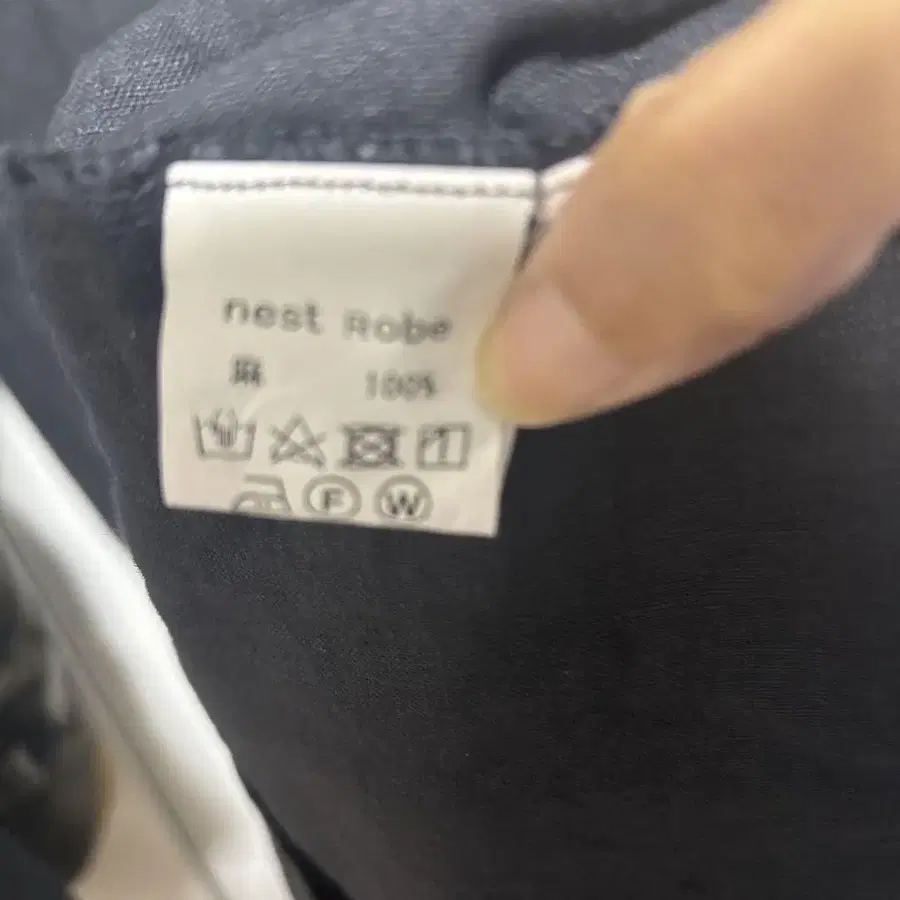 nest Robe
麻 100%
F W